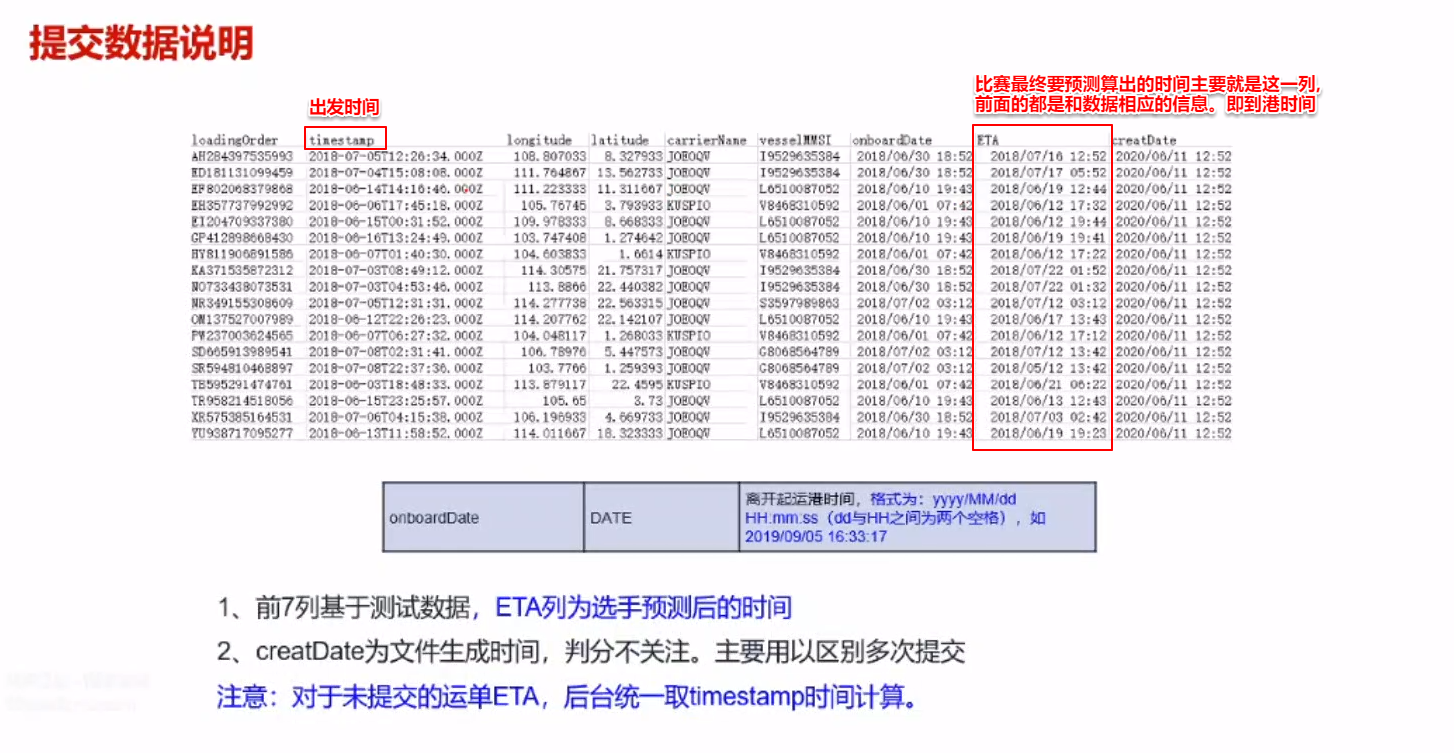 提交数据说明
出发时间
比赛最终要预测算出的时间主要就是这一列,
前面的都是和数据相应的信息。即到港时间
loadingOrder timestamp longitude latitude carrierName vesselMMSI onboardDate ETA creatDate
AH284397535993 2018-07-05T12:26:34.000Z 108.807033 8.327933 JOEOQW I9529635384 2018/06/30 18:52 2018/07/16 12:52 2020/06/11 12:52
ED181131099459 2018-07-04T15:08:08.000Z 111.764867 13.562733 JOEOQW I9529635384 2018/06/30 18:52 2018/07/17 05:52 2020/06/11 12:52
EF802068379868 2018-06-14T14:16:46.000Z 111.223333 11.311667 JOEOQW L6510087052 2018/06/10 19:43 2018/06/19 12:44 2020/06/11 12:52
EH357737992992 2018-06-06T17:45:18.000Z 105.76745 3.793933 KUSPIO V8468310592 2018/06/01 07:42 2018/06/12 17:32 2020/06/11 12:52
EI204709337380 2018-06-15T00:31:52.000Z 109.978333 8.668333 JOEOQW L6510087052 2018/06/10 19:43 2018/06/12 19:44 2020/06/11 12:52
GP412898668430 2018-06-16T13:24:49.000Z 103.747408 1.274642 JOEOQW L6510087052 2018/06/10 19:43 2018/06/19 19:41 2020/06/11 12:52
HY811906891586 2018-06-07T01:40:30.000Z 104.603833 1.6614 KUSPIO V8468310592 2018/06/01 07:42 2018/06/12 17:22 2020/06/11 12:52
KA371535872312 2018-07-03T08:49:12.000Z 114.30575 21.757317 JOEOQW I9529635384 2018/06/30 18:52 2018/07/22 01:52 2020/06/11 12:52
NO733438073531 2018-07-03T04:53:46.000Z 113.8866 22.440382 JOEOQW I9529635384 2018/06/30 18:52 2018/07/22 01:32 2020/06/11 12:52
NR349155308609 2018-07-05T12:31:31.000Z 114.277738 22.563315 JOEOQW S3597989863 2018/07/02 03:12 2018/07/12 03:12 2020/06/11 12:52
OM137527007989 2018-06-12T22:26:23.000Z 114.207762 22.142107 JOEOQW L6510087052 2018/06/10 19:43 2018/06/17 13:43 2020/06/11 12:52
PW237003624565 2018-06-07T06:27:32.000Z 104.048117 1.268033 KUSPIO V8468310592 2018/06/01 07:42 2018/06/12 17:12 2020/06/11 12:52
SD665913989541 2018-07-08T02:31:41.000Z 106.78976 5.447573 JOEOQW G8068564789 2018/07/02 03:12 2018/07/12 13:42 2020/06/11 12:52
SR594810468897 2018-07-08T22:37:36.000Z 103.7766 1.259393 JOEOQW G8068564789 2018/07/02 03:12 2018/05/12 13:42 2020/06/11 12:52
TB595291474761 2018-06-03T18:48:33.000Z 113.879117 22.4595 KUSPIO V8468310592 2018/06/01 07:42 2018/06/21 06:22 2020/06/11 12:52
TR958214518056 2018-06-15T23:25:57.000Z 105.65 3.73 JOEOQW L6510087052 2018/06/10 19:43 2018/06/13 12:43 2020/06/11 12:52
XR575385164531 2018-07-06T04:15:38.000Z 106.196933 4.669733 JOEOQW I9529635384 2018/06/30 18:52 2018/07/03 02:42 2020/06/11 12:52
YU938717095277 2018-06-13T11:58:52.000Z 114.011667 18.323333 JOEOQW L6510087052 2018/06/10 19:43 2018/06/19 19:23 2020/06/11 12:52
onboardDate DATE 离开起运港时间，格式为：yyyy/MM/dd
HH:mm:ss（dd与HH之间为两个空格），如
2019/09/05 16:33:17
1、前7列基于测试数据，ETA列为选手预测后的时间
2、creatDate为文件生成时间，判分不关注。主要用以区别多次提交
注意：对于未提交的运单ETA，后台统一取timestamp时间计算。